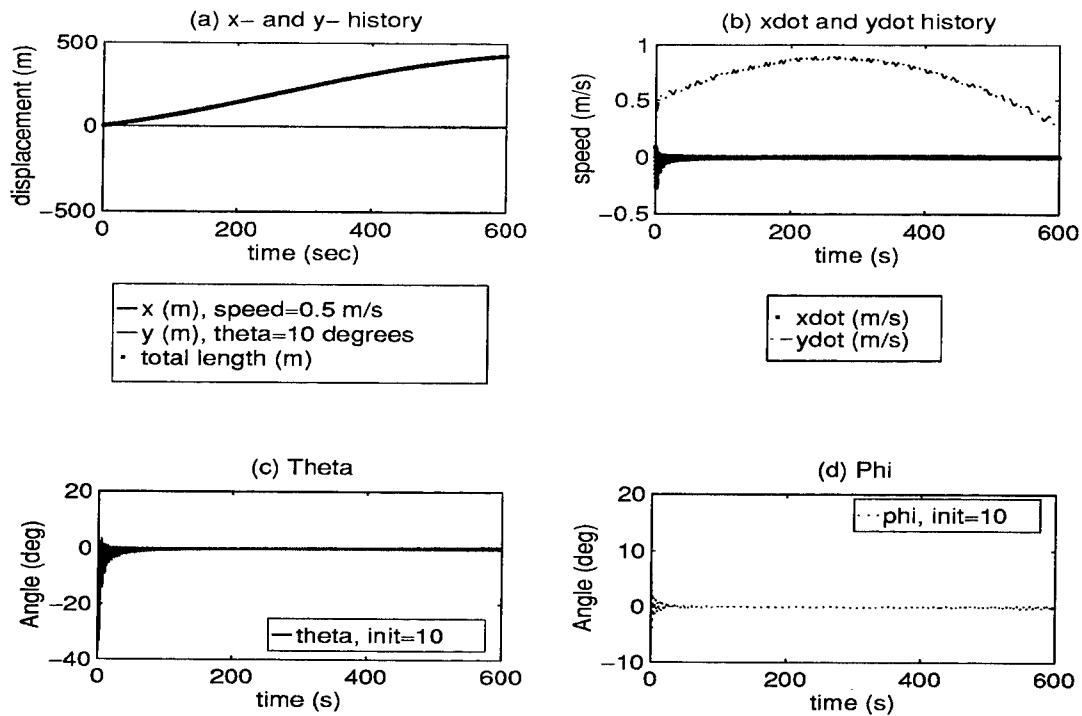 (a) x− and y− history
500
0
−500
displacement (m)
0
200
400
600
time (sec)
x (m), speed=0.5 m/s
y (m), theta=10 degrees
total length (m)
(b) xdot and ydot history
1
0.5
0
−0.5
speed (m/s)
0
200
400
600
time (s)
xdot (m/s)
ydot (m/s)
(c) Theta
20
0
−20
−40
Angle (deg)
theta, init=10
0
200
400
600
time (s)
(d) Phi
20
10
0
−10
Angle (deg)
phi, init=10
0
200
400
600
time (s)